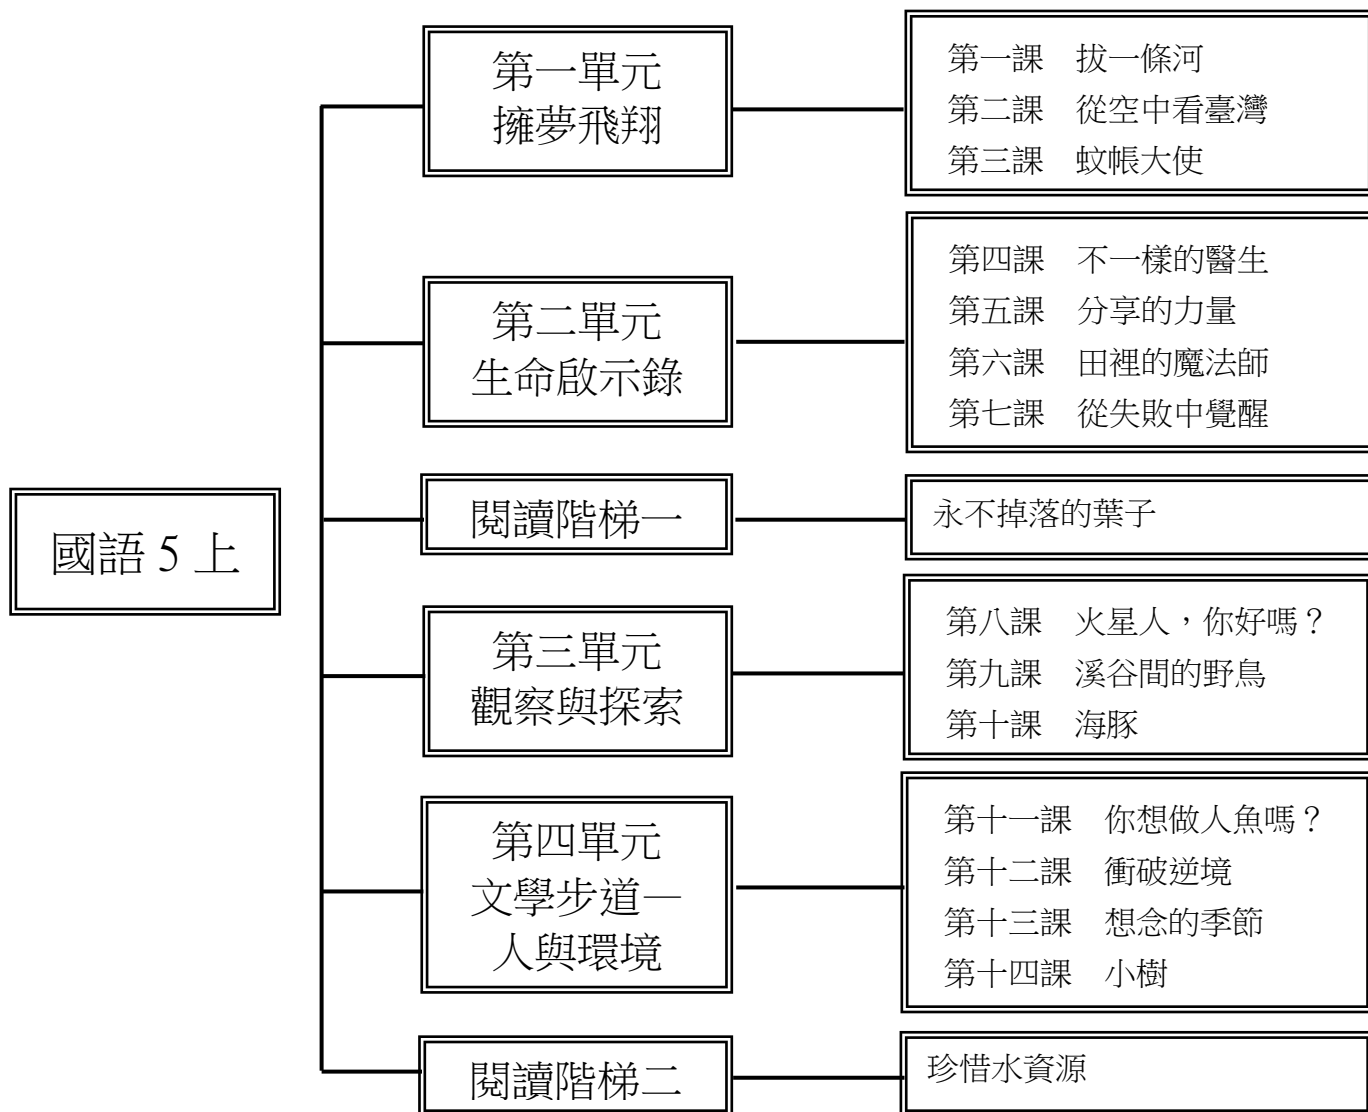 國語 5 上
第一單元
擁夢飛翔
第一課　拔一條河
第二課　從空中看臺灣
第三課　蚊帳大使
第二單元
生命啟示錄
第四課　不一樣的醫生
第五課　分享的力量
第六課　田裡的魔法師
第七課　從失敗中覺醒
閱讀階梯一
永不掉落的葉子
第三單元
觀察與探索
第八課　火星人，你好嗎？
第九課　溪谷間的野鳥
第十課　海豚
第四單元
文學步道—
人與環境
第十一課　你想做人魚嗎？
第十二課　衝破逆境
第十三課　想念的季節
第十四課　小樹
閱讀階梯二
珍惜水資源